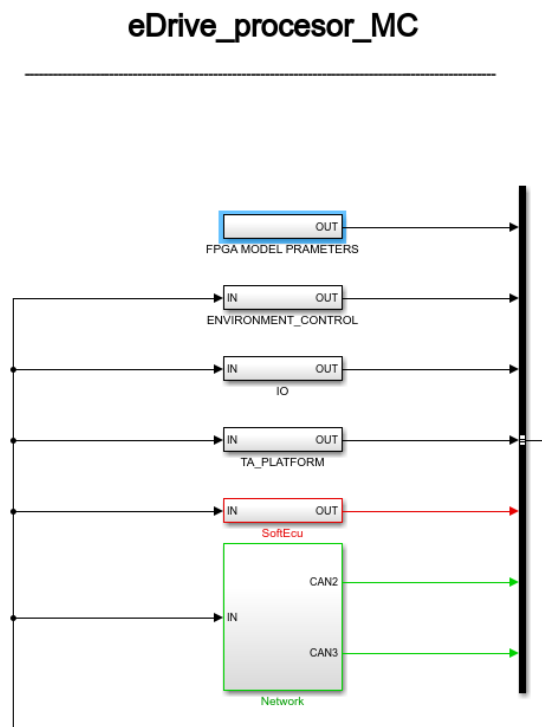 eDrive_procesor_MC
OUT
FPGA MODEL PRAMETERS
IN OUT
ENVIRONMENT_CONTROL
IN OUT
IO
IN OUT
TA_PLATFORM
IN OUT
SoftEcu
CAN2
IN
CAN3
Network